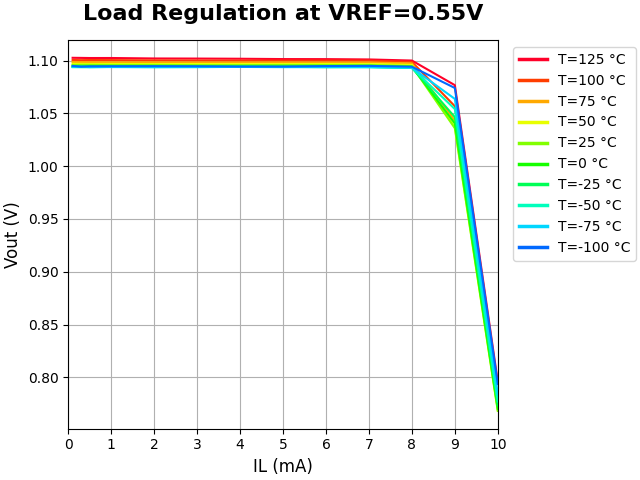 Load Regulation at VREF=0.55V
Vout (V)
1.10
1.05
1.00
0.95
0.90
0.85
0.80
0 1 2 3 4 5 6 7 8 9 10
IL (mA)
T=125 °C
T=100 °C
T=75 °C
T=50 °C
T=25 °C
T=0 °C
T=-25 °C
T=-50 °C
T=-75 °C
T=-100 °C